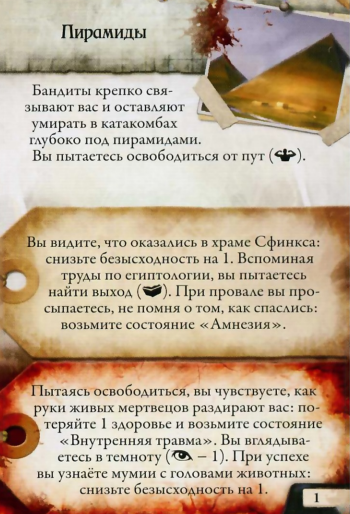 Пирамиды
Бандиты крепко свя-
зывают вас и оставляют
умирать в катакомбах
глубоко под пирамидами.
Вы пытаетесь освободиться от пут ( ).
Вы видите, что оказались в храме Сфинкса:
снизьте безысходность на 1. Вспоминая
труды по египтологии, вы пытаетесь
найти выход ( ). При провале вы про-
сыпаетесь, не помня о том, как спаслись:
возьмите состояние «Амнезия».
Пытаясь освободиться, вы чувствуете, как
руки живых мертвецов раздирают вас: по-
теряйте 1 здоровье и возьмите состояние
«Внутренняя травма». Вы вглядывае-
тесь в темноту ( – 1). При успехе
вы узнаёте мумии с головами животных:
снизьте безысходность на 1.
1